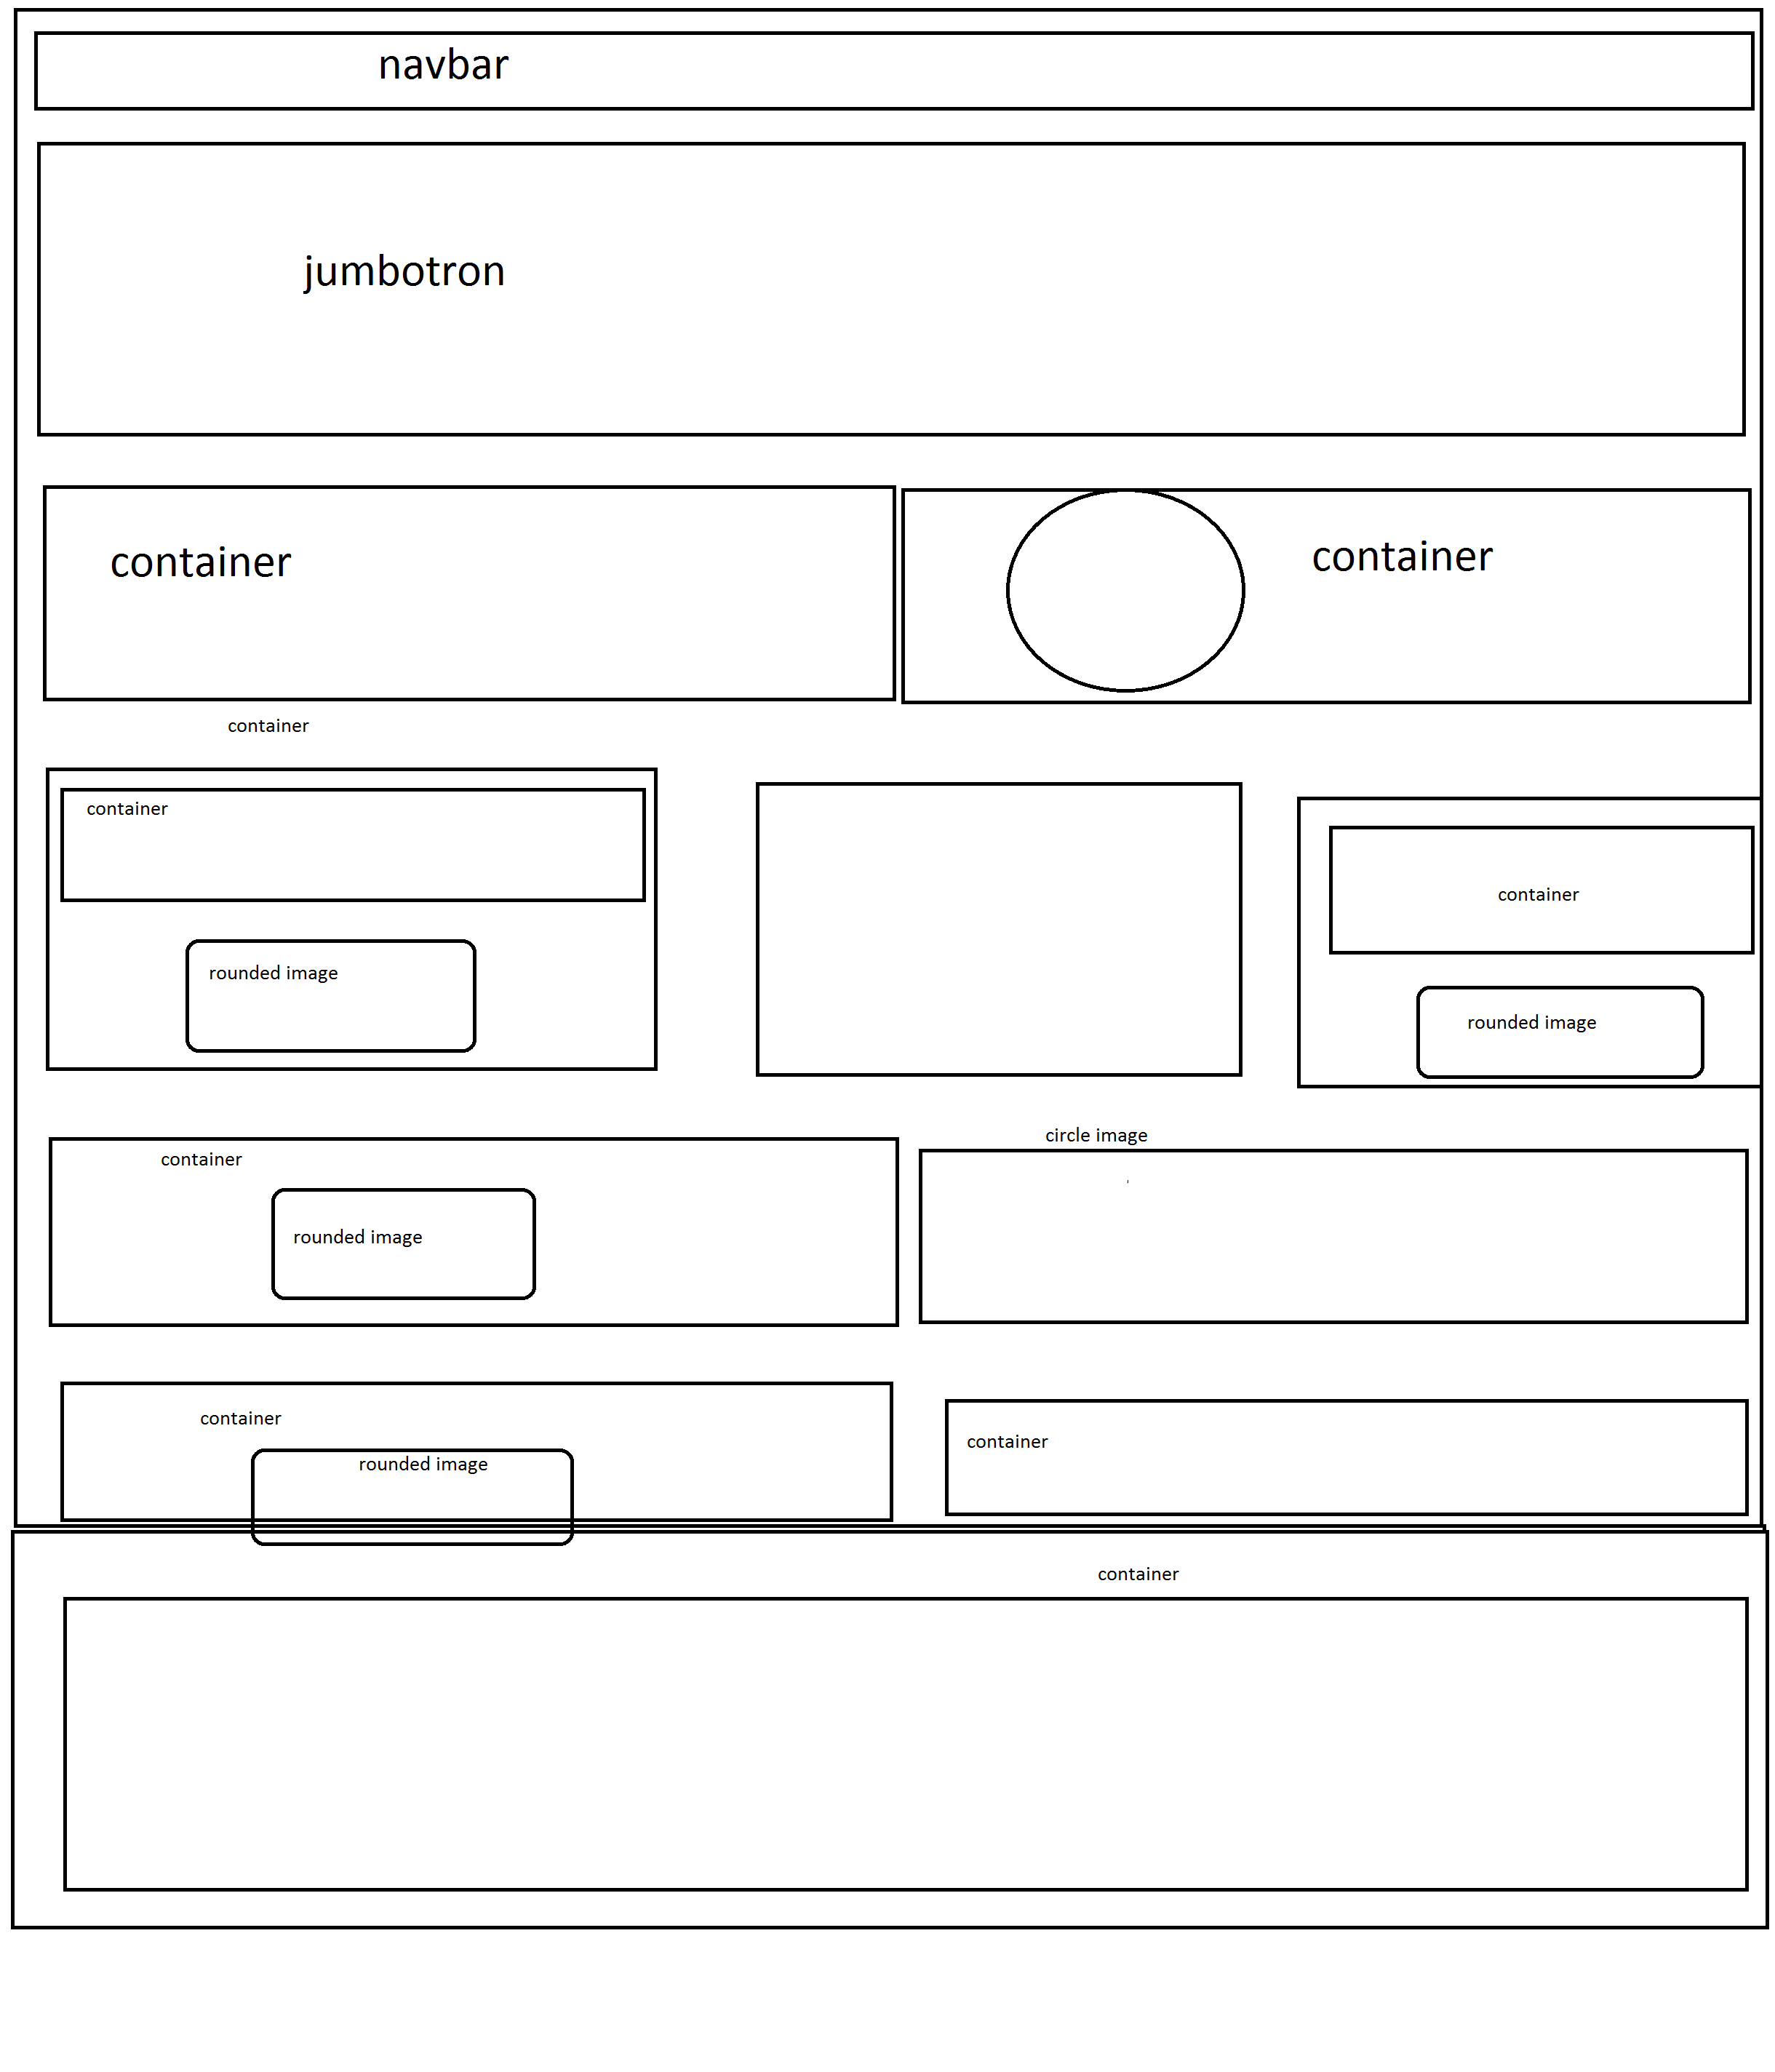 navbar
jumbotron
container
container
container
container
container
rounded image
rounded image
circle image
container
rounded image
container
container
rounded image
container